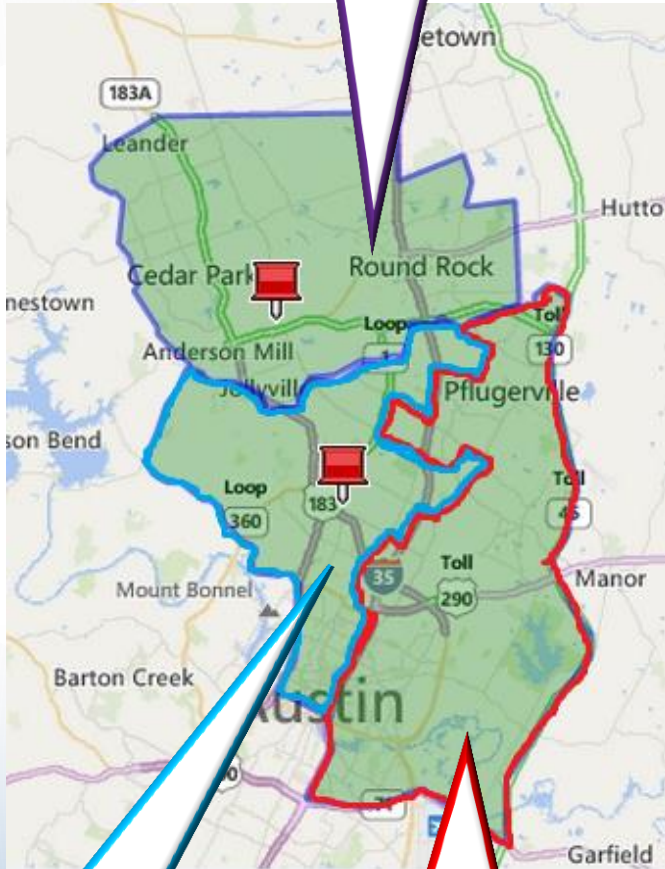 etown
183A
Leander
Hutto
Cedar Park
Round Rock
nestown
Loop
1
Toll
130
Anderson Mill
Jollyville
Pflugerville
son Bend
Loop
360
183
Toll
45
35
Toll
290
Manor
Mount Bonnel
Barton Creek
Austin
71
Garfield